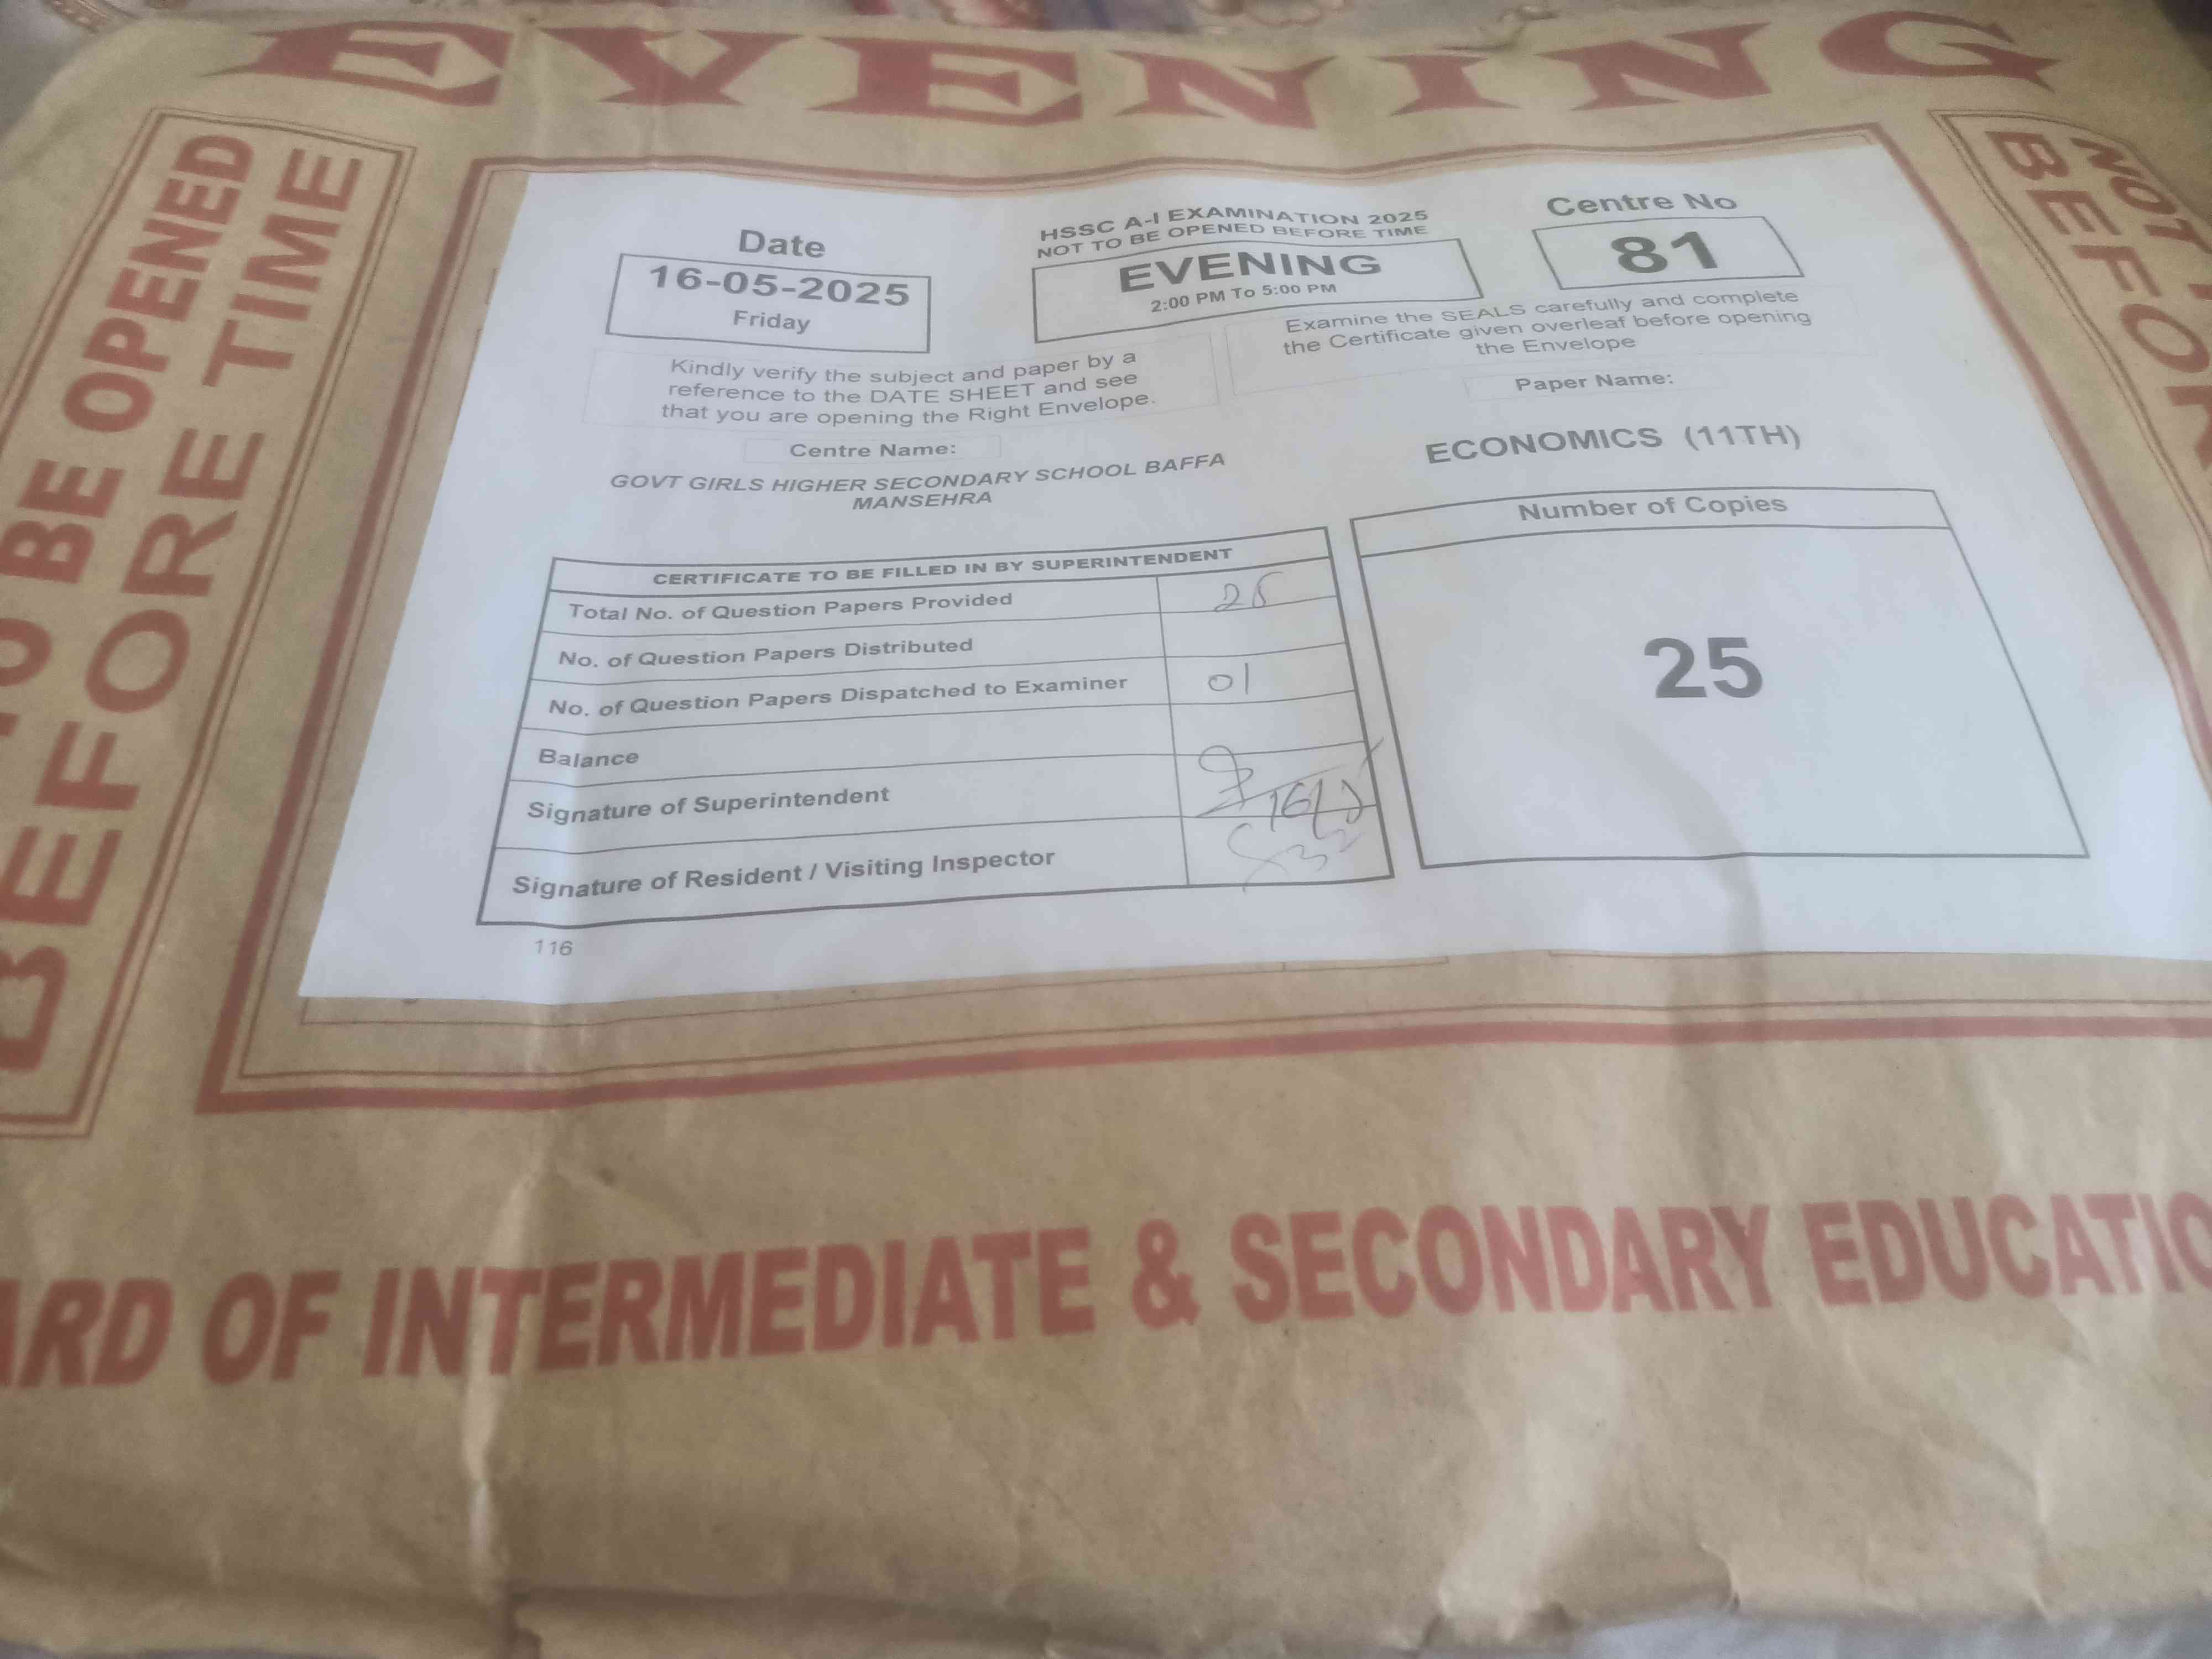 EVENING
TO BE OPENED
BEFORE TIME
NOT
BEFOR
Date
16-05-2025
Friday
HSSC A-I EXAMINATION 2025
NOT TO BE OPENED BEFORE TIME
EVENING
2:00 PM To 5:00 PM
Centre No
81
Kindly verify the subject and paper by a
reference to the DATE SHEET and see
that you are opening the Right Envelope.
Examine the SEALS carefully and complete
the Certificate given overleaf before opening
the Envelope
Centre Name:
GOVT GIRLS HIGHER SECONDARY SCHOOL BAFFA
MANSEHRA
Paper Name:
ECONOMICS (11TH)
CERTIFICATE TO BE FILLED IN BY SUPERINTENDENT
Total No. of Question Papers Provided 25
No. of Question Papers Distributed
No. of Question Papers Dispatched to Examiner 01
Balance
Signature of Superintendent
Signature of Resident / Visiting Inspector
Number of Copies
25
116
ARD OF INTERMEDIATE & SECONDARY EDUCATIO